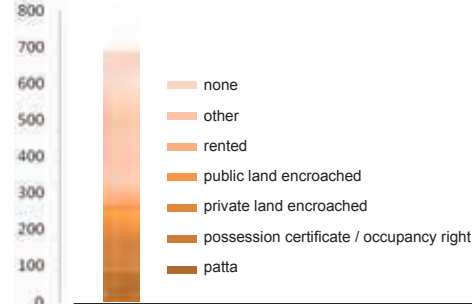 800
700
600
500
400
300
200
100
0
none
other
rented
public land encroached
private land encroached
possession certificate / occupancy right
patta